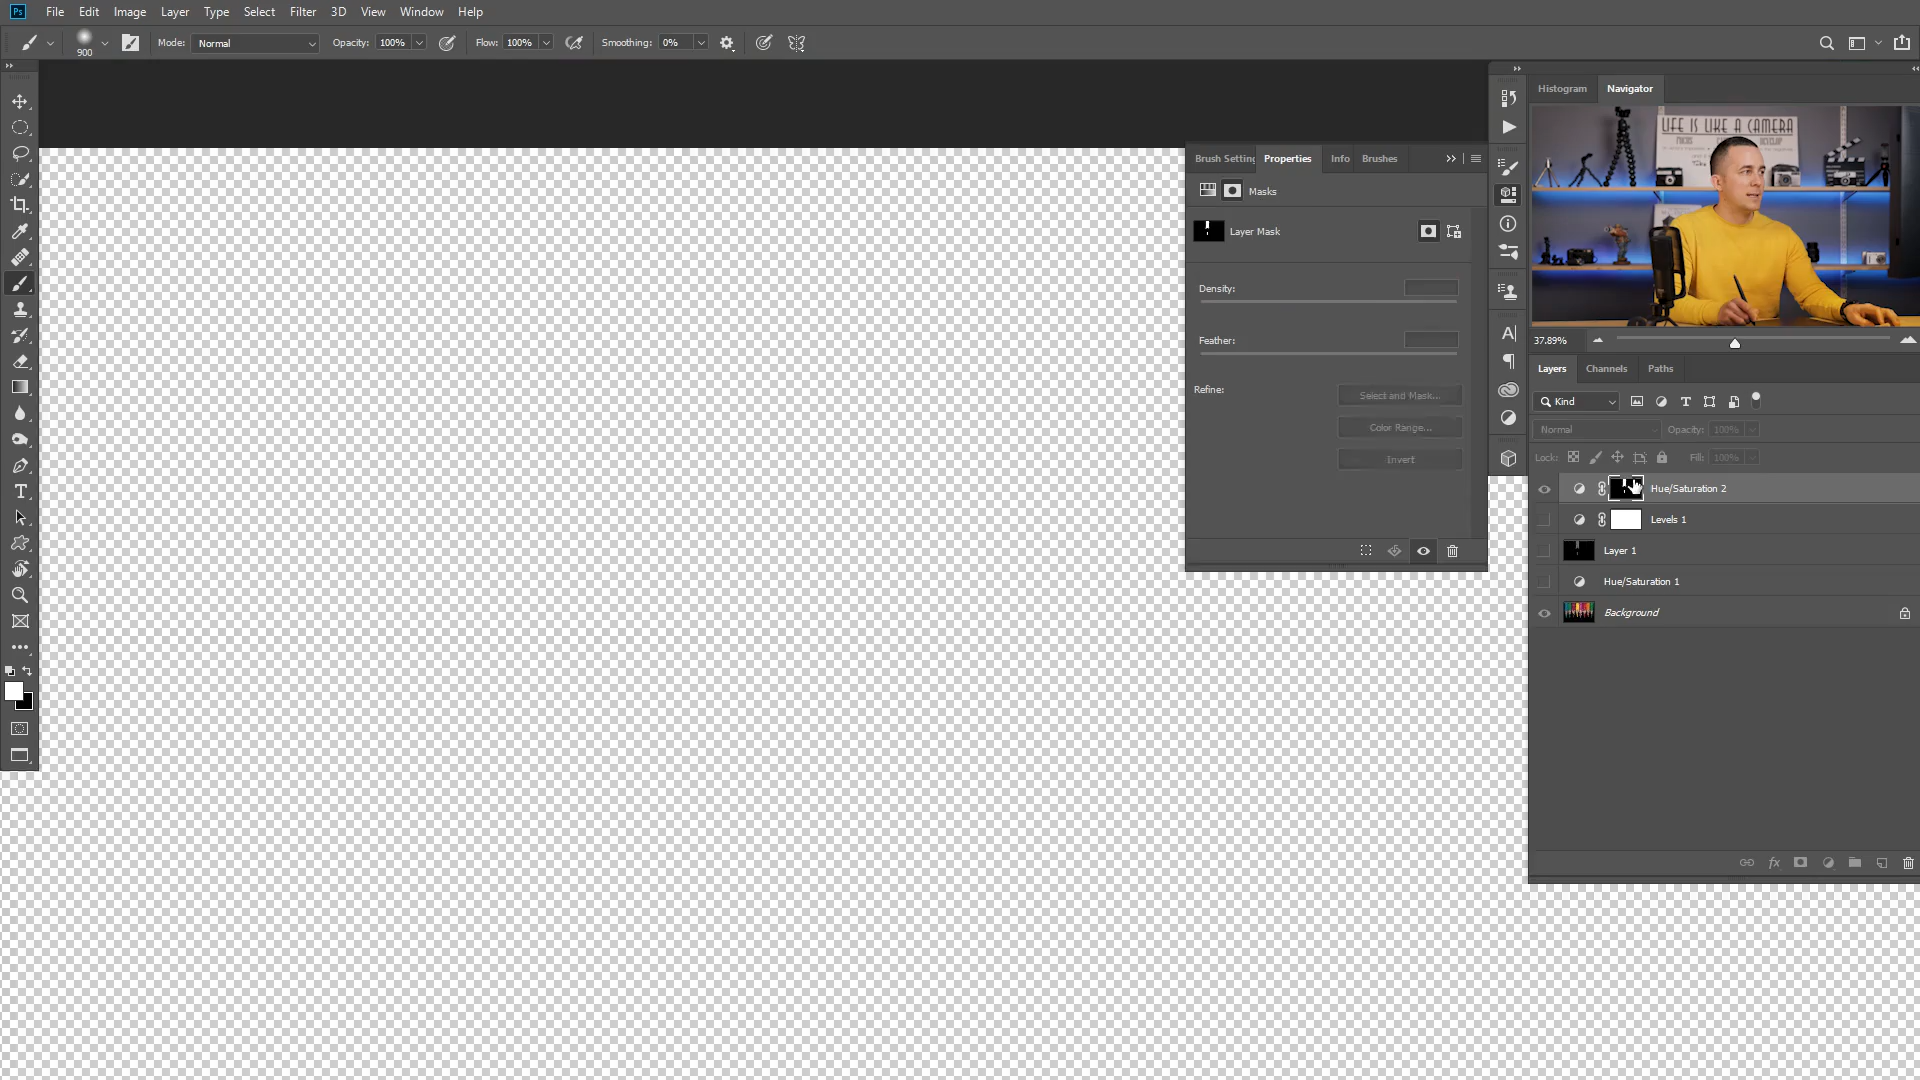 Ps File Edit Image Layer Type Select Filter 3D View Window Help
900 Mode: Normal Opacity: 100% Flow: 100% Smoothing: 0%
Histogram Navigator
LIFE IS LIKE A CAMERA
Brush Setting Properties Info Brushes
Masks
Layer Mask
Density:
Feather:
Refine: Select and Mask...
Color Range...
Invert
37.89%
Layers Channels Paths
Kind
Normal Opacity: 100%
Lock: Fill: 100%
Hue/Saturation 2
Levels 1
Layer 1
Hue/Saturation 1
Background